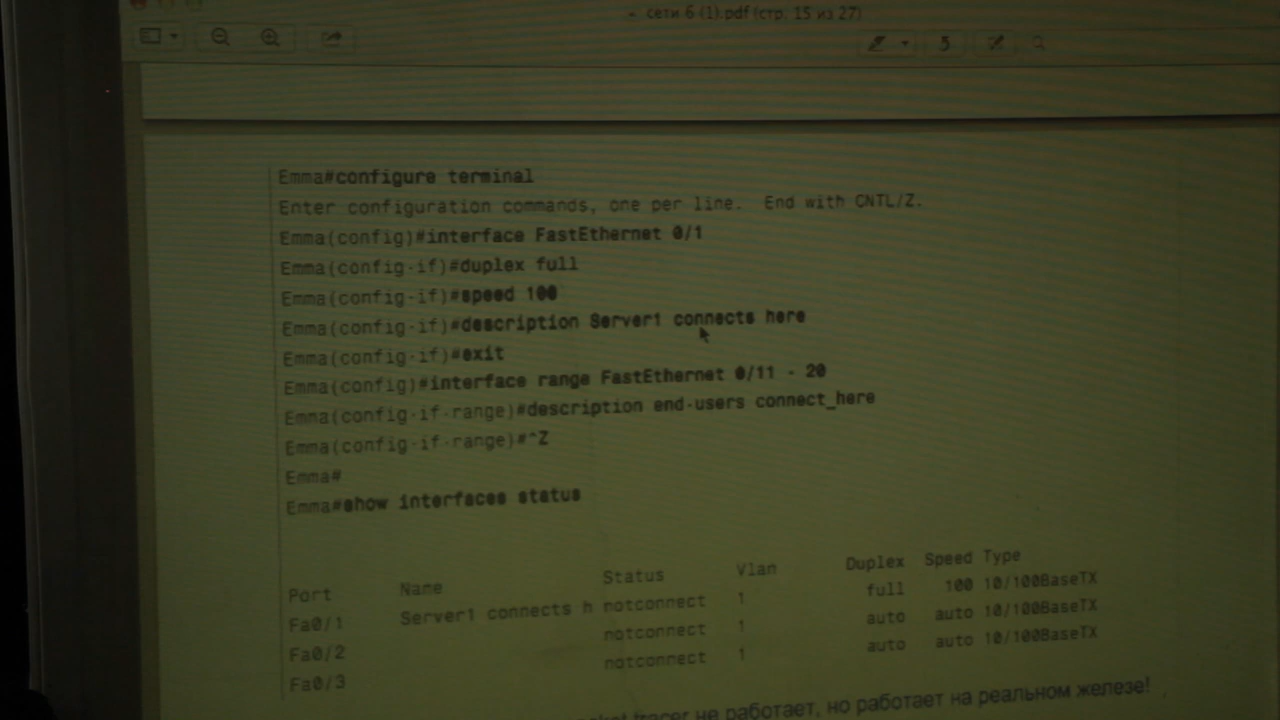 сети 6 (1).pdf (стр. 15 из 27)
Emma#configure terminal
Enter configuration commands, one per line. End with CNTL/Z.
Emma(config)#interface FastEthernet 0/1
Emma(config-if)#duplex full
Emma(config-if)#speed 100
Emma(config-if)#description Server1 connects here
Emma(config-if)#exit
Emma(config)#interface range FastEthernet 0/11 - 20
Emma(config-if-range)#description end-users connect_here
Emma(config-if-range)#^Z
Emma#
Emma#show interfaces status
Port Name Status Vlan Duplex Speed Type
Fa0/1 Server1 connects h notconnect 1 full 100 10/100BaseTX
Fa0/2 notconnect 1 auto auto 10/100BaseTX
Fa0/3 notconnect 1 auto auto 10/100BaseTX
tracer не работает, но работает на реальном железе!